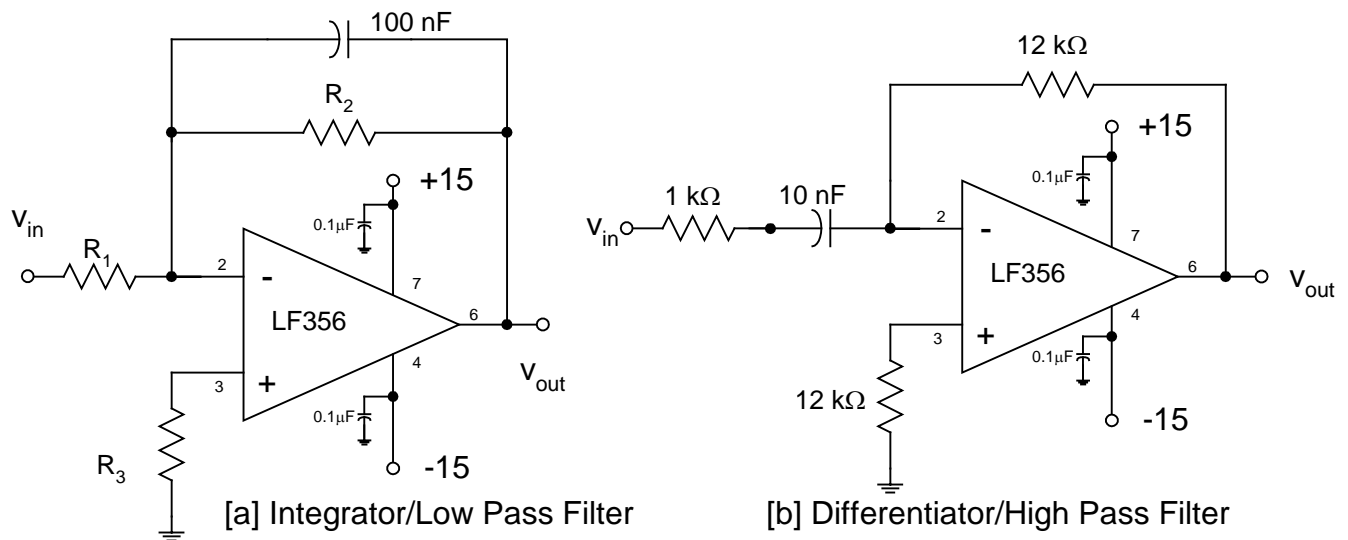 100 nF
R2
+15
0.1μF
vin
R1
2
-
7
LF356
6
+
3
4
vout
0.1μF
R3
-15
[a] Integrator/Low Pass Filter
12 kΩ
+15
0.1μF
1 kΩ
10 nF
vin
2
-
7
LF356
6
vout
+
3
4
0.1μF
12 kΩ
-15
[b] Differentiator/High Pass Filter